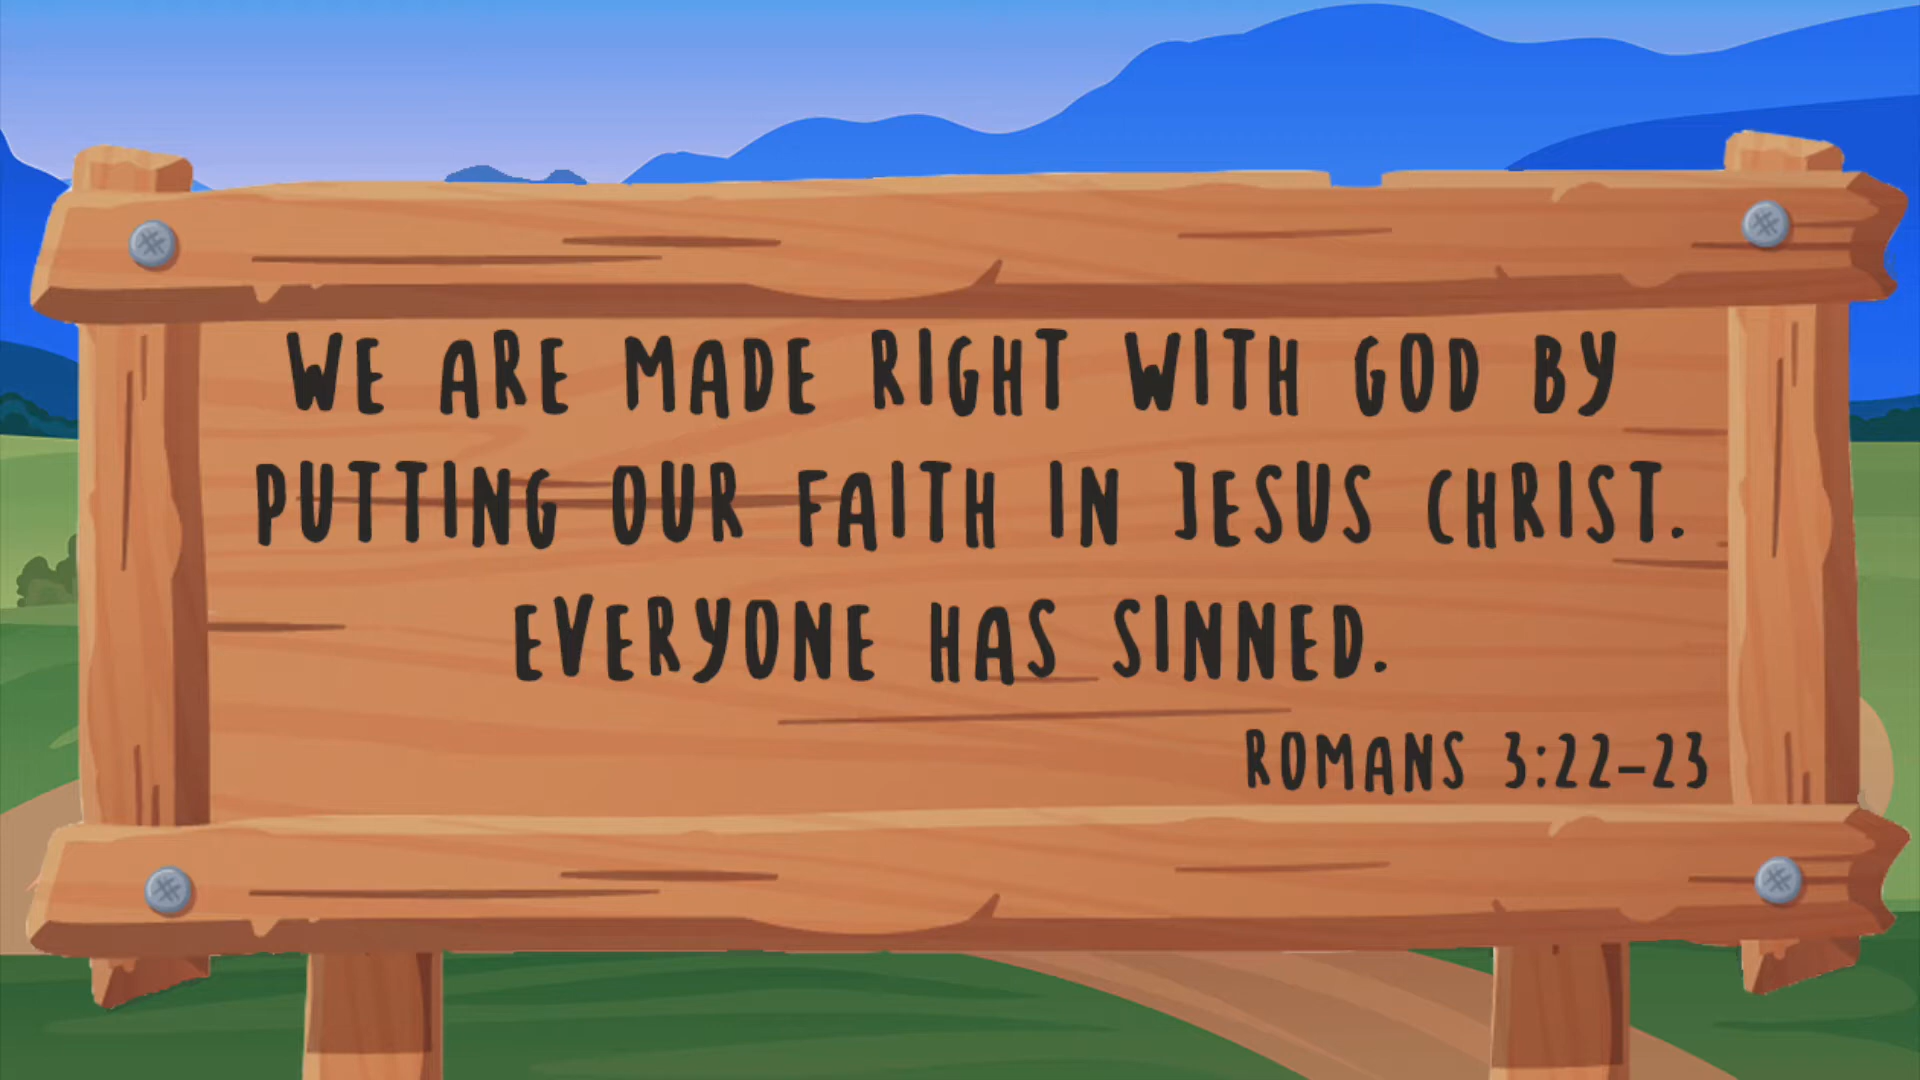 WE ARE MADE RIGHT WITH GOD BY
PUTTING OUR FAITH IN JESUS CHRIST.
EVERYONE HAS SINNED.
ROMANS 3:22-23